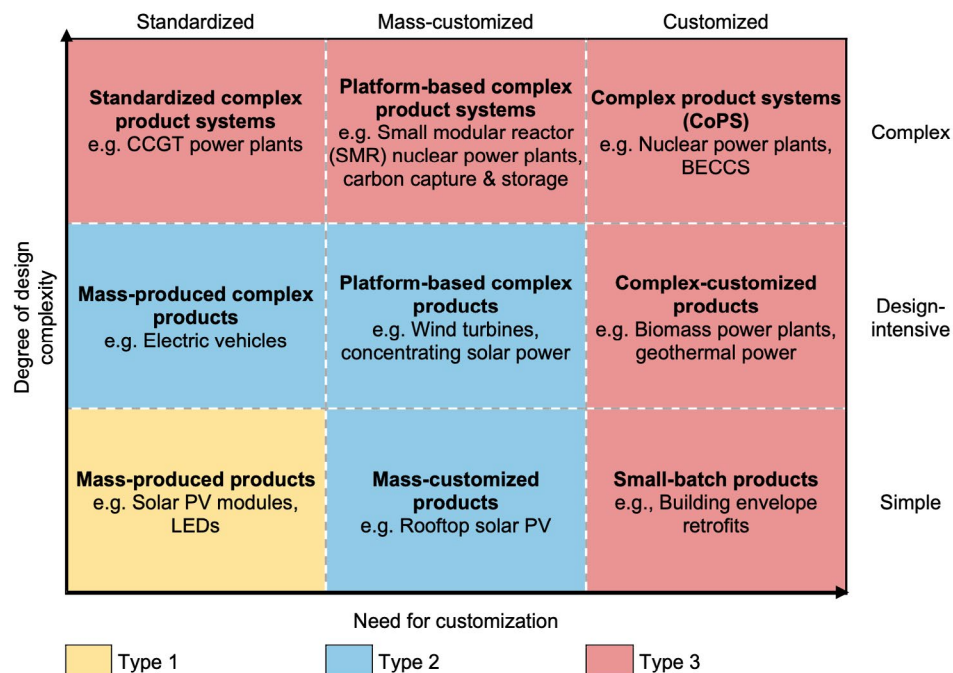 Standardized
Mass-customized
Customized
Standardized complex
product systems
e.g. CCGT power plants
Platform-based complex
product systems
e.g. Small modular reactor
(SMR) nuclear power plants,
carbon capture & storage
Complex product systems
(CoPS)
e.g. Nuclear power plants,
BECCS
Complex
Degree of design
complexity
Mass-produced complex
products
e.g. Electric vehicles
Platform-based complex
products
e.g. Wind turbines,
concentrating solar power
Complex-customized
products
e.g. Biomass power plants,
geothermal power
Design-
intensive
Mass-produced products
e.g. Solar PV modules,
LEDs
Mass-customized
products
e.g. Rooftop solar PV
Small-batch products
e.g., Building envelope
retrofits
Simple
Need for customization
Type 1
Type 2
Type 3